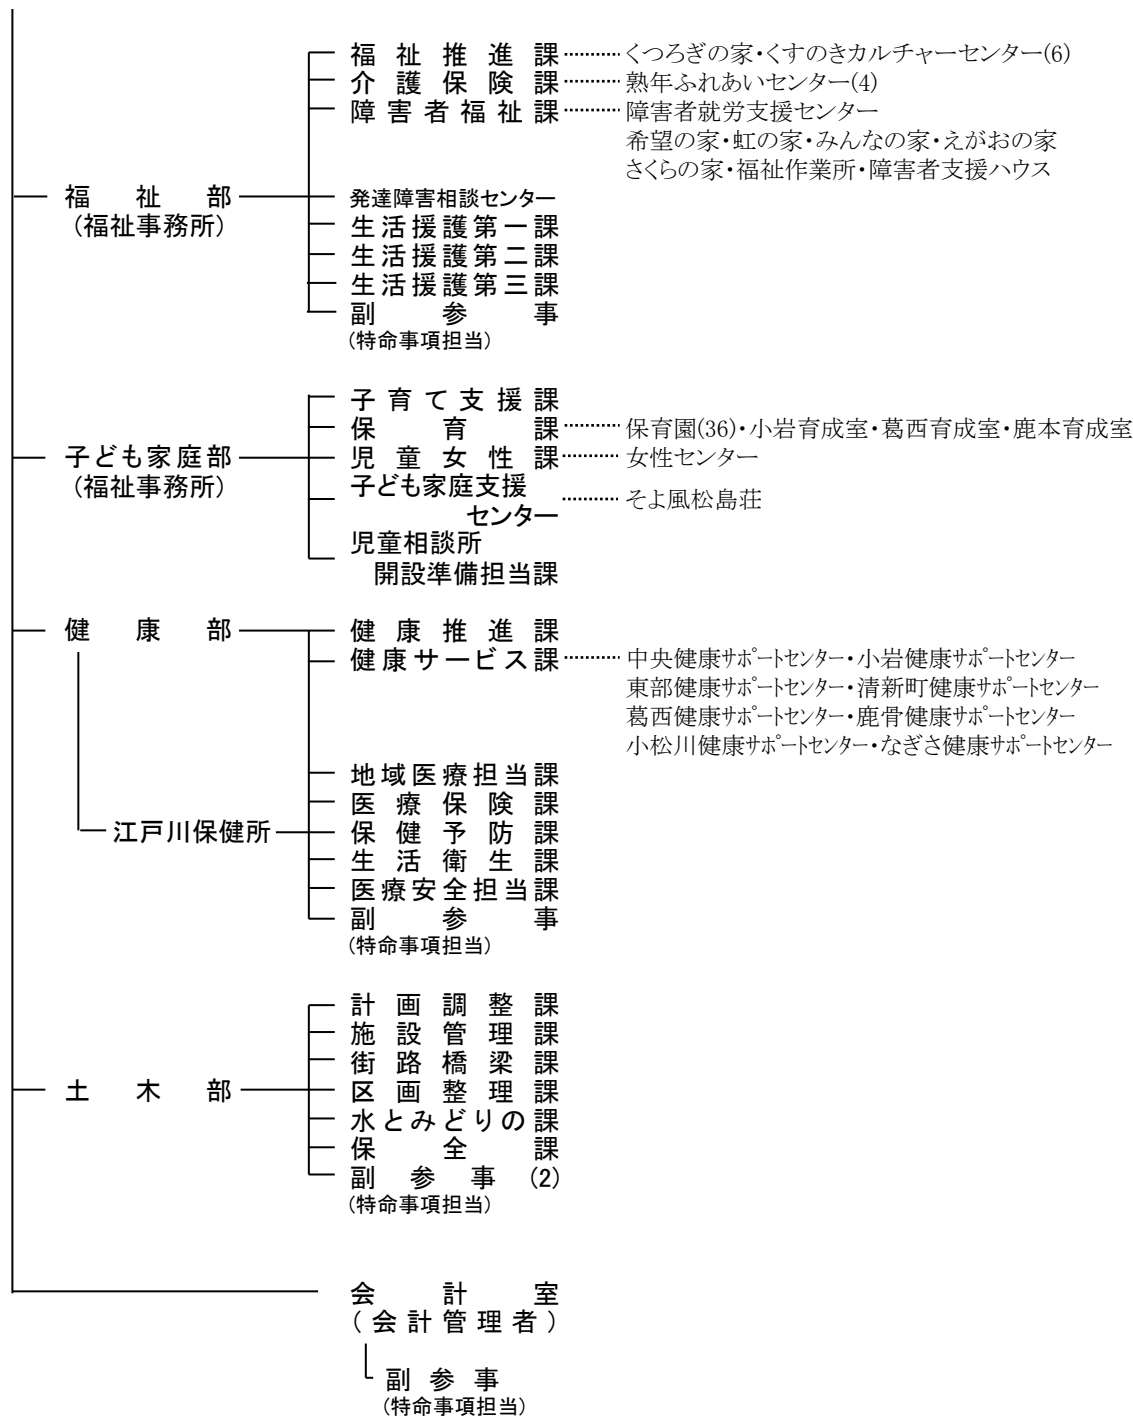 福祉推進課…………くつろぎの家・くすのきカルチャーセンター(6)
介護保険課…………熟年ふれあいセンター(4)
障害者福祉課…………障害者就労支援センター
希望の家・虹の家・みんなの家・えがおの家
さくらの家・福祉作業所・障害者支援ハウス
福祉部
(福祉事務所)
発達障害相談センター
生活援護第一課
生活援護第二課
生活援護第三課
副参事
(特命事項担当)
子育て支援課
保育課…………保育園(36)・小岩育成室・葛西育成室・鹿本育成室
子ども家庭部
(福祉事務所)
児童女性課…………女性センター
子ども家庭支援
センター…………そよ風松島荘
児童相談所
開設準備担当課
健康部
健康推進課
健康サービス課…………中央健康サポートセンター・小岩健康サポートセンター
東部健康サポートセンター・清新町健康サポートセンター
葛西健康サポートセンター・鹿骨健康サポートセンター
小松川健康サポートセンター・なぎさ健康サポートセンター
地域医療担当課
医療保険課
江戸川保健所
保健予防課
生活衛生課
医療安全担当課
副参事
(特命事項担当)
計画調整課
施設管理課
街路橋梁課
土木部
区画整理課
水とみどりの課
保全課
副参事(2)
(特命事項担当)
会計室
(会計管理者)
副参事
(特命事項担当)